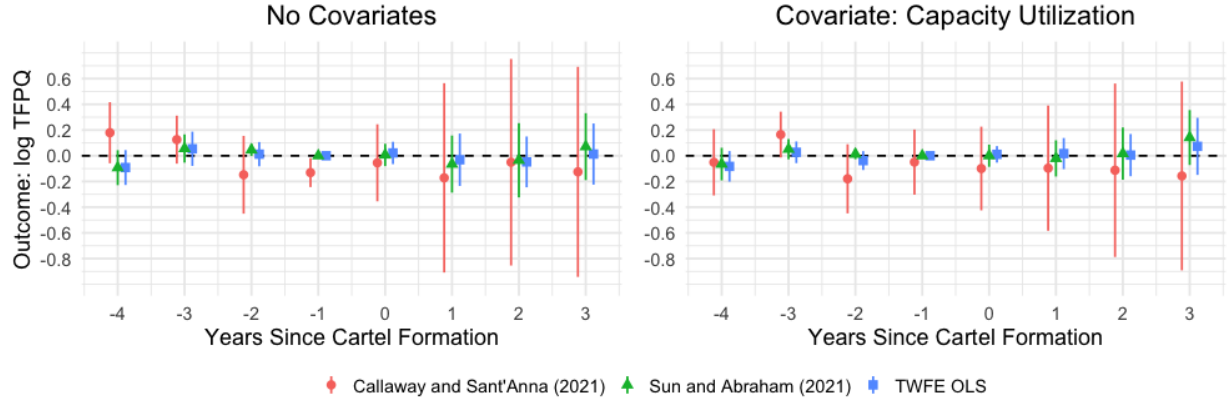 No Covariates
Covariate: Capacity Utilization
Outcome: log TFPQ
0.6
0.4
0.2
0.0
-0.2
-0.4
-0.6
-0.8
-4 -3 -2 -1 0 1 2 3
Years Since Cartel Formation
0.6
0.4
0.2
0.0
-0.2
-0.4
-0.6
-0.8
-4 -3 -2 -1 0 1 2 3
Years Since Cartel Formation
Callaway and Sant'Anna (2021) Sun and Abraham (2021) TWFE OLS